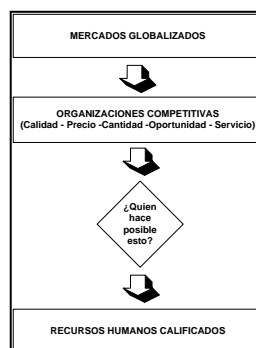 MERCADOS GLOBALIZADOS
ORGANIZACIONES COMPETITIVAS
(Calidad - Precio -Cantidad -Oportunidad - Servicio)
¿Quien
hace
posible
esto?
RECURSOS HUMANOS CALIFICADOS